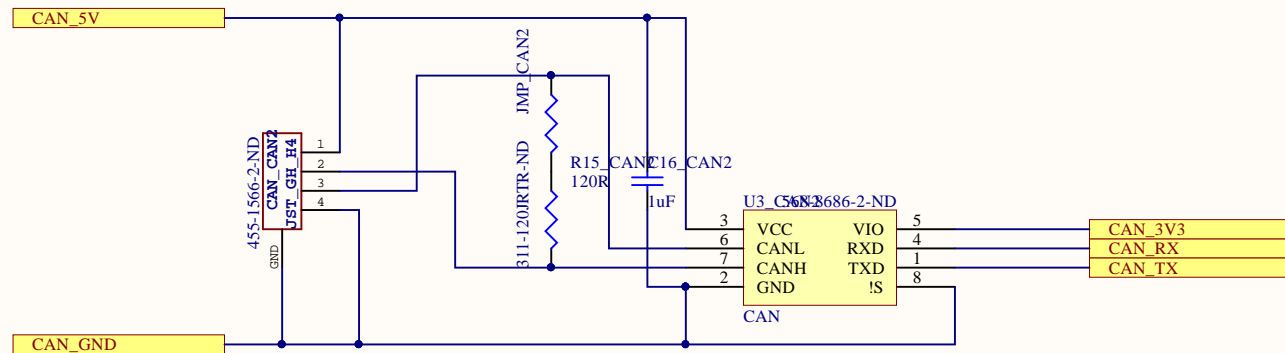 CAN_5V
JMP_CAN2
455-1566-2-ND
CAN_CAN2
JST_GH_H4
1
2
3
4
GND
311-120JRTR-ND
R15_CAN2
120R
C16_CAN2
1uF
U3_CAN2
568-8686-2-ND
3 VCC VIO 5
6 CANL RXD 4
7 CANH TXD 1
2 GND !S 8
CAN
CAN_3V3
CAN_RX
CAN_TX
CAN_GND